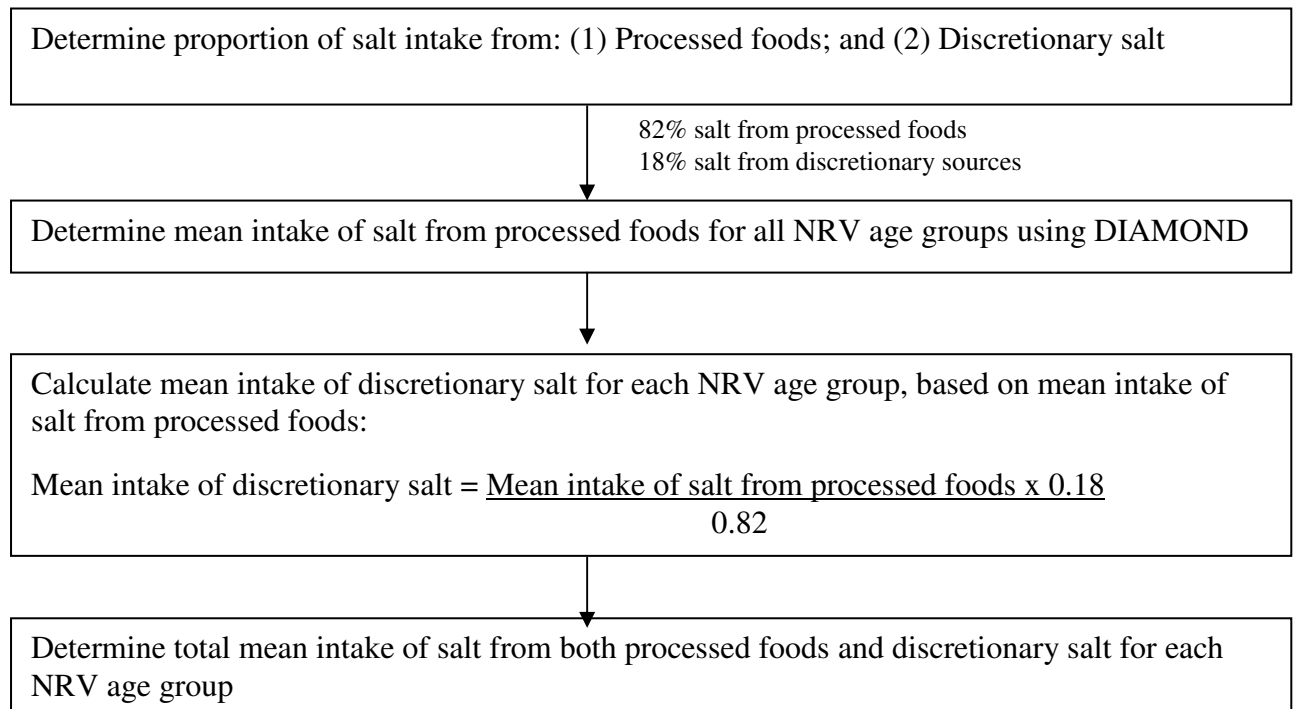 Determine proportion of salt intake from: (1) Processed foods; and (2) Discretionary salt
82% salt from processed foods
18% salt from discretionary sources
Determine mean intake of salt from processed foods for all NRV age groups using DIAMOND
Calculate mean intake of discretionary salt for each NRV age group, based on mean intake of
salt from processed foods:
Mean intake of discretionary salt = Mean intake of salt from processed foods x 0.18
0.82
Determine total mean intake of salt from both processed foods and discretionary salt for each
NRV age group